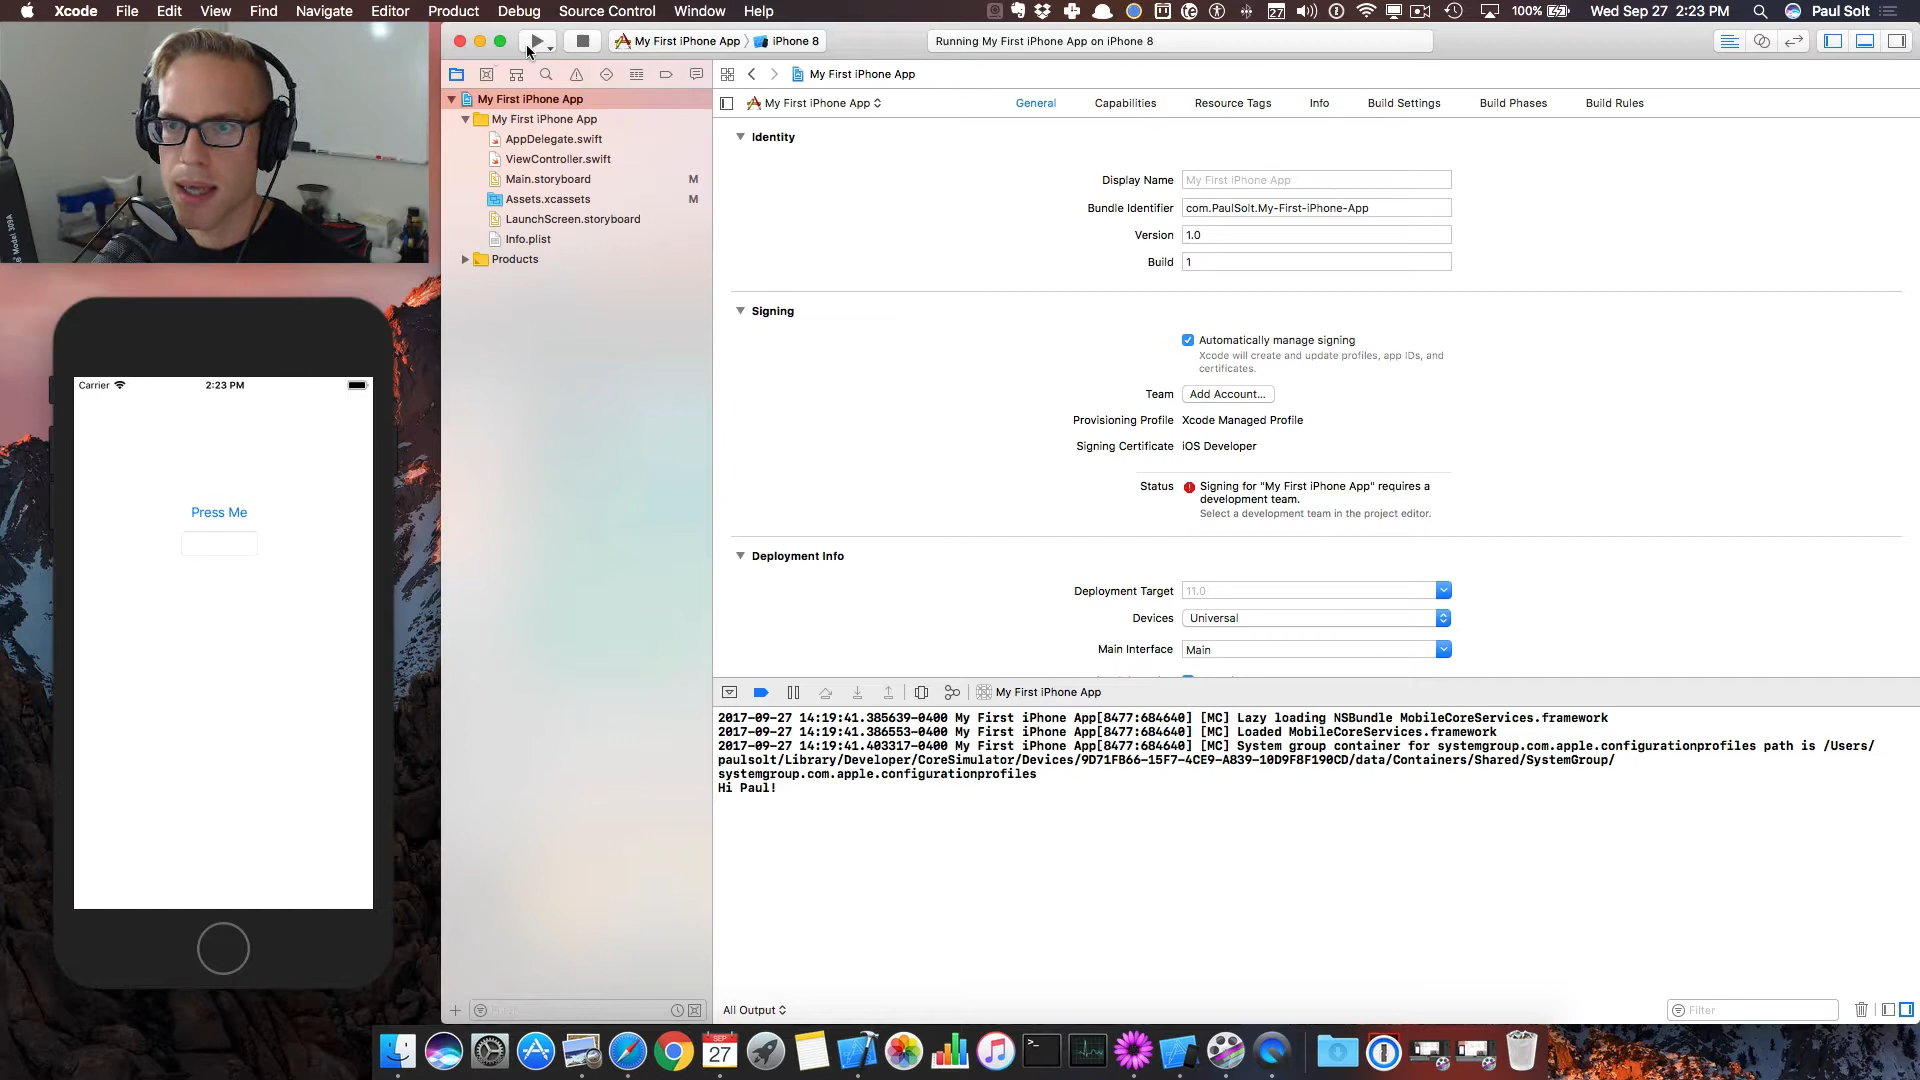 Xcode File Edit View Find Navigate Editor Product Debug Source Control Window Help
27 100% Wed Sep 27 2:23 PM Paul Solt
My First iPhone App iPhone 8
Running My First iPhone App on iPhone 8
My First iPhone App
My First iPhone App
AppDelegate.swift
ViewController.swift
Main.storyboard M
Assets.xcassets M
LaunchScreen.storyboard
Info.plist
Products
My First iPhone App
My First iPhone App General Capabilities Resource Tags Info Build Settings Build Phases Build Rules
Identity
Display Name My First iPhone App
Bundle Identifier com.PaulSolt.My-First-iPhone-App
Version 1.0
Build 1
Signing
Automatically manage signing
Xcode will create and update profiles, app IDs, and
certificates.
Team Add Account...
Provisioning Profile Xcode Managed Profile
Signing Certificate iOS Developer
Status Signing for "My First iPhone App" requires a
development team.
Select a development team in the project editor.
Deployment Info
Deployment Target 11.0
Devices Universal
Main Interface Main
My First iPhone App
2017-09-27 14:19:41.385639-0400 My First iPhone App[8477:684640] [MC] Lazy loading NSBundle MobileCoreServices.framework
2017-09-27 14:19:41.386553-0400 My First iPhone App[8477:684640] [MC] Loaded MobileCoreServices.framework
2017-09-27 14:19:41.403317-0400 My First iPhone App[8477:684640] [MC] System group container for systemgroup.com.apple.configurationprofiles path is /Users/
paulsolt/Library/Developer/CoreSimulator/Devices/9D71FB66-15F7-4CE9-A839-10D9F8F190CD/data/Containers/Shared/SystemGroup/
systemgroup.com.apple.configurationprofiles
Hi Paul!
All Output
Filter
Model 309A
Carrier 2:23 PM
Press Me
SEP
27